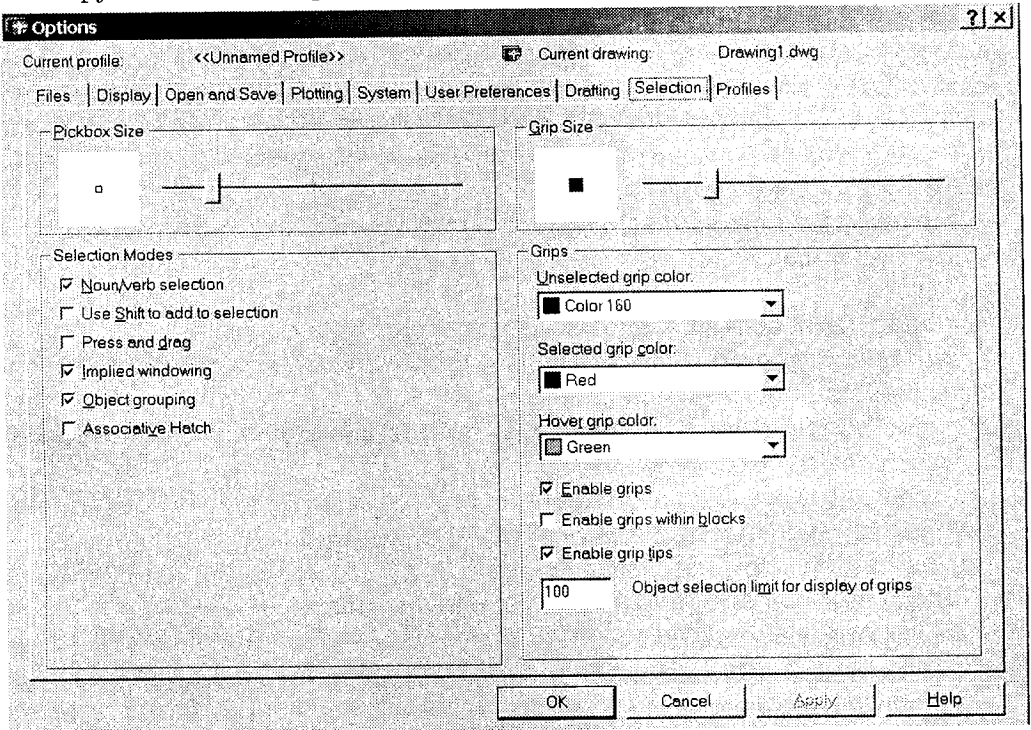 Options
Current profile: <<Unnamed Profile>> Current drawing: Drawing1.dwg
Files Display Open and Save Plotting System User Preferences Drafting Selection Profiles
Pickbox Size
Grip Size
Selection Modes
Noun/verb selection
Use Shift to add to selection
Press and drag
Implied windowing
Object grouping
Associative Hatch
Grips
Unselected grip color:
Color 160
Selected grip color:
Red
Hover grip color:
Green
Enable grips
Enable grips within blocks
Enable grip tips
100 Object selection limit for display of grips
OK Cancel Apply Help